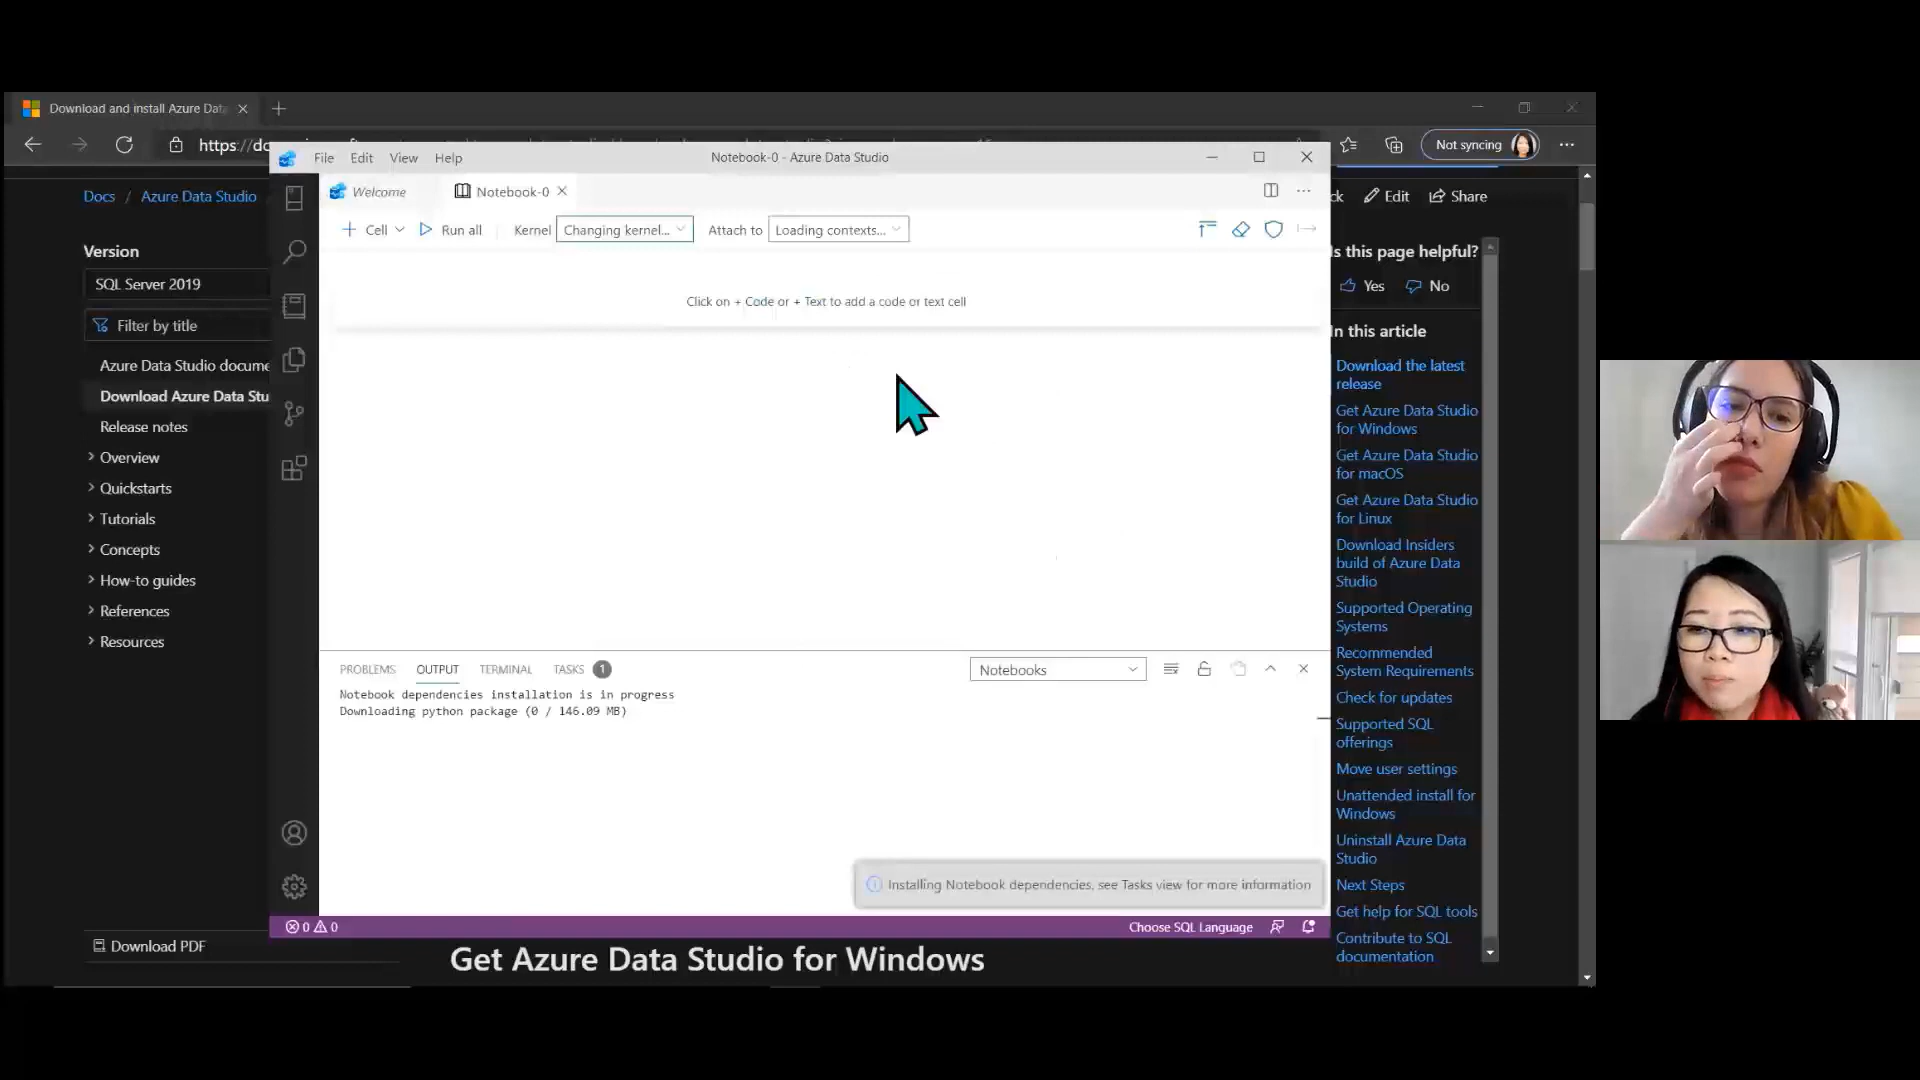 Download and install Azure Data
https://do
Not syncing
File Edit View Help
Notebook-0 - Azure Data Studio
Docs / Azure Data Studio
Welcome
Notebook-0
Edit
Share
Cell
Run all
Kernel
Changing kernel...
Attach to
Loading contexts...
Version
SQL Server 2019
Filter by title
Azure Data Studio docume
Download Azure Data Stu
Release notes
Overview
Quickstarts
Tutorials
Concepts
How-to guides
References
Resources
Download PDF
Click on + Code or + Text to add a code or text cell
PROBLEMS OUTPUT TERMINAL TASKS 1
Notebooks
Notebook dependencies installation is in progress
Downloading python package (0 / 146.09 MB)
Installing Notebook dependencies, see Tasks view for more information
0 0
Choose SQL Language
Get Azure Data Studio for Windows
Is this page helpful?
Yes No
In this article
Download the latest
release
Get Azure Data Studio
for Windows
Get Azure Data Studio
for macOS
Get Azure Data Studio
for Linux
Download Insiders
build of Azure Data
Studio
Supported Operating
Systems
Recommended
System Requirements
Check for updates
Supported SQL
offerings
Move user settings
Unattended install for
Windows
Uninstall Azure Data
Studio
Next Steps
Get help for SQL tools
Contribute to SQL
documentation